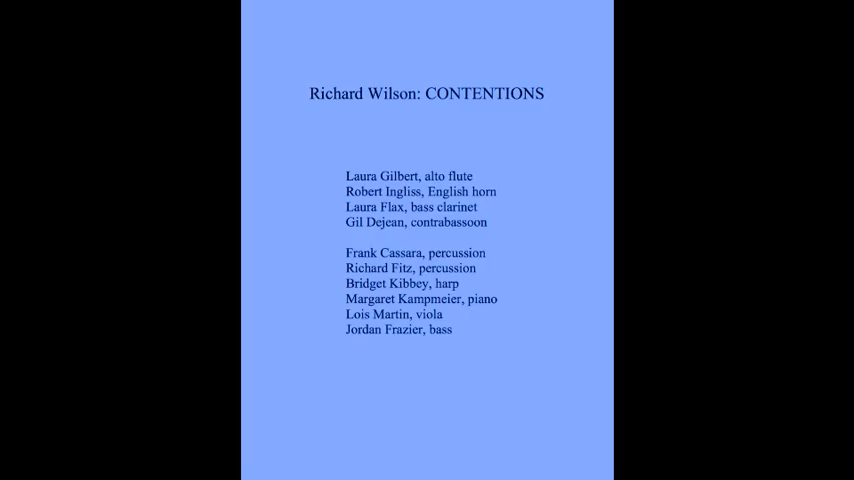 Richard Wilson: CONTENTIONS
Laura Gilbert, alto flute
Robert Ingliss, English horn
Laura Flax, bass clarinet
Gil Dejean, contrabassoon
Frank Cassara, percussion
Richard Fitz, percussion
Bridget Kibbey, harp
Margaret Kampmeier, piano
Lois Martin, viola
Jordan Frazier, bass